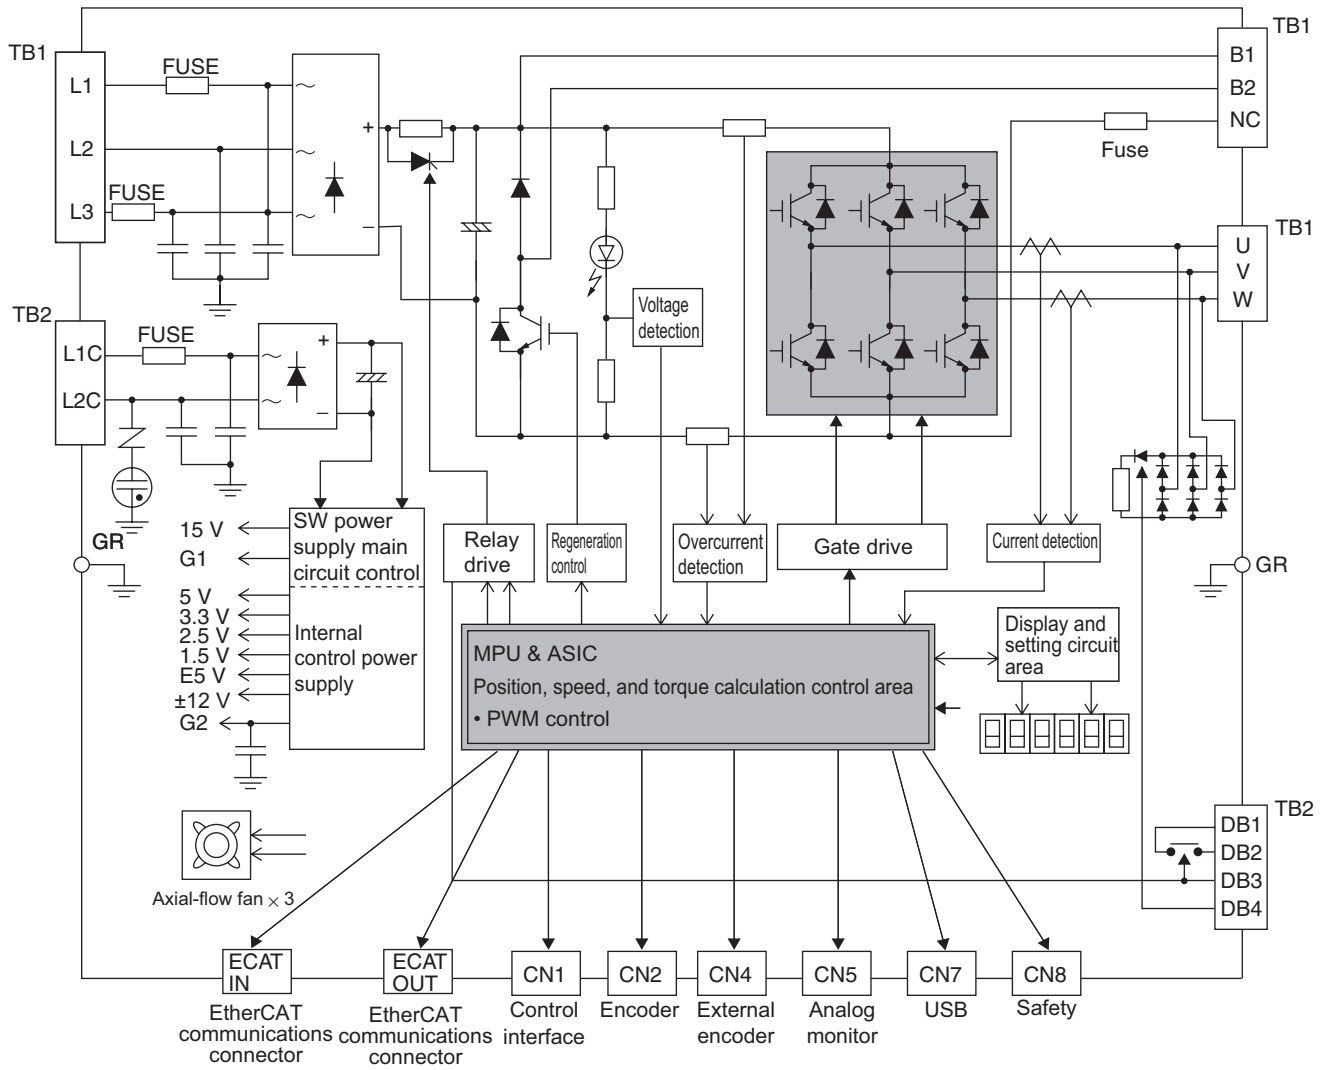 TB1
L1
FUSE
L2
FUSE
L3
+
−
TB1
B1
B2
NC
Fuse
TB1
U
V
W
TB2
L1C
FUSE
L2C
+
−
Voltage
detection
GR
15 V
G1
5 V
3.3 V
2.5 V
1.5 V
E5 V
±12 V
G2
SW power
supply main
circuit control
Internal
control power
supply
Relay
drive
Regeneration
control
Overcurrent
detection
Gate drive
Current detection
GR
MPU & ASIC
Position, speed, and torque calculation control area
• PWM control
Display and
setting circuit
area
Axial-flow fan × 3
TB2
DB1
DB2
DB3
DB4
ECAT
IN
EtherCAT
communications
connector
ECAT
OUT
EtherCAT
communications
connector
CN1
Control
interface
CN2
Encoder
CN4
External
encoder
CN5
Analog
monitor
CN7
USB
CN8
Safety